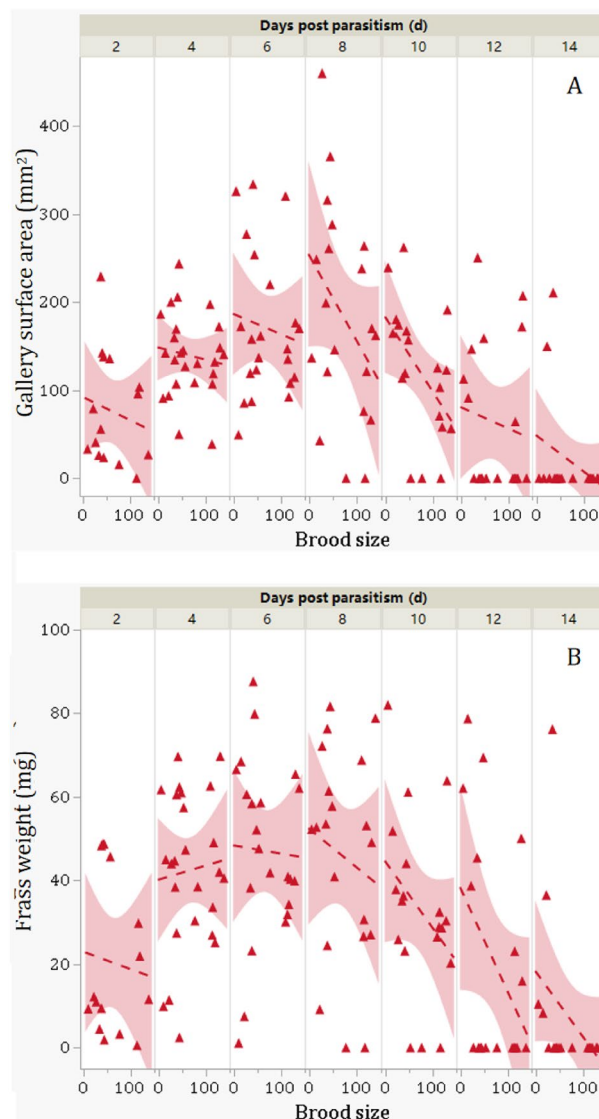 Days post parasitism (d)
2 4 6 8 10 12 14
A
400
300
200
100
0
Gallery surface area (mm²)
0 100 0 100 0 100 0 100 0 100 0 100 0 100
Brood size
Days post parasitism (d)
2 4 6 8 10 12 14
B
100
80
60
40
20
0
Frass weight (mg)
0 100 0 100 0 100 0 100 0 100 0 100 0 100
Brood size